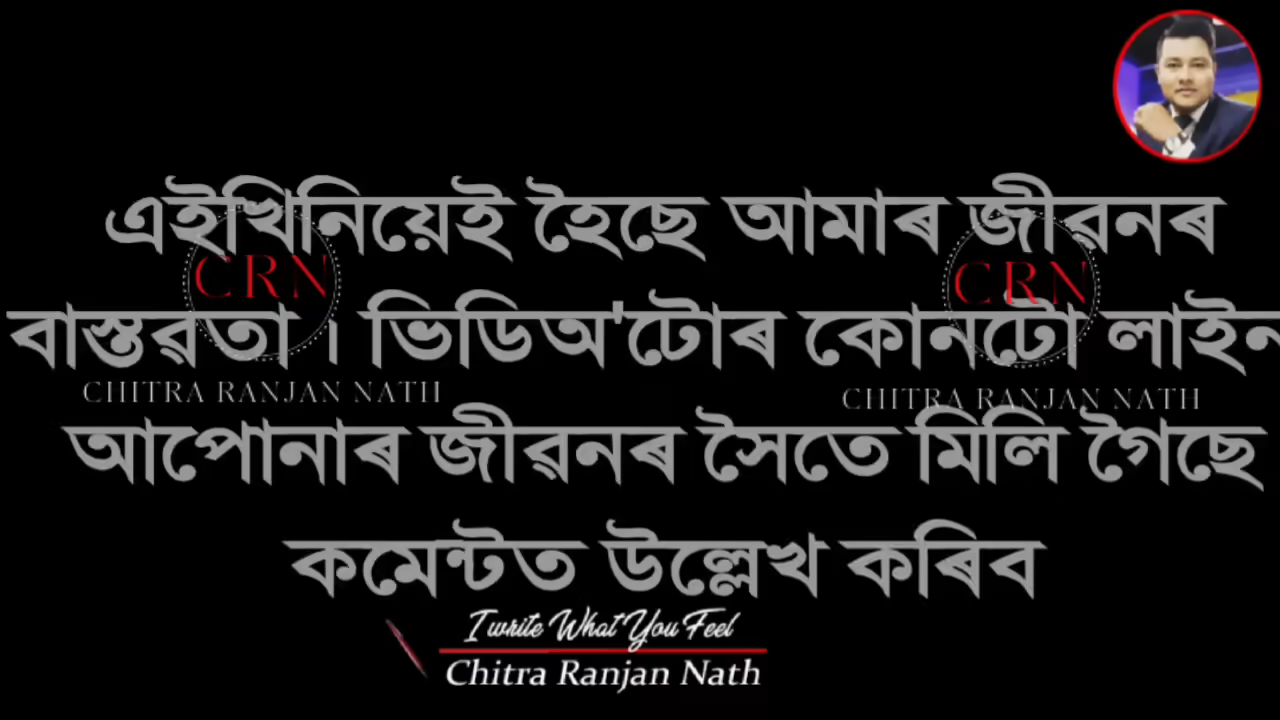 এইখিনিয়েই হৈছে আমাৰ জীৱনৰ
CRN
CRN
বাস্তৱতা । ভিডিঅ'টোৰ কোনটো লাইন
CHITRA RANJAN NATH
CHITRA RANJAN NATH
আপোনাৰ জীৱনৰ সৈতে মিলি গৈছে
কমেন্টত উল্লেখ কৰিব
I write What You Feel
Chitra Ranjan Nath